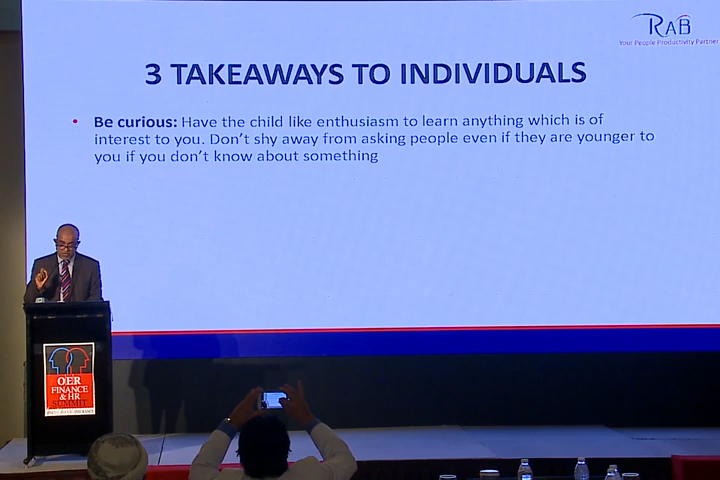 RAB
Your People Productivity Partner
3 TAKEAWAYS TO INDIVIDUALS
• Be curious: Have the child like enthusiasm to learn anything which is of
interest to you. Don't shy away from asking people even if they are younger to
you if you don't know about something
OER
FINANCE
& HR
SUMMIT